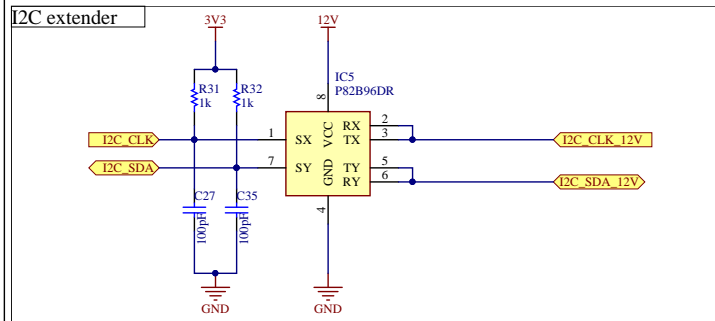 I2C extender
3V3
12V
R31
1k
R32
1k
IC5
P82B96DR
8
I2C_CLK
1
SX
VCC
RX
2
TX
3
I2C_CLK_12V
I2C_SDA
7
SY
GND
TY
5
RY
6
I2C_SDA_12V
C27
100pF
C35
100pF
4
GND
GND